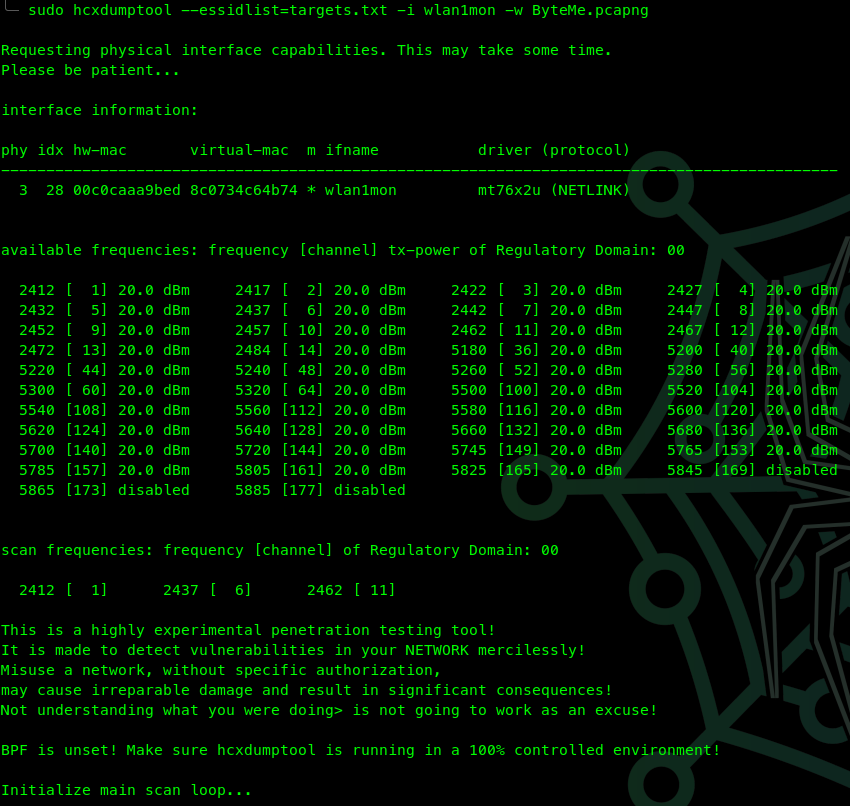 ╰─ sudo hcxdumptool --essidlist=targets.txt -i wlan1mon -w ByteMe.pcapng
Requesting physical interface capabilities. This may take some time.
Please be patient...
interface information:
phy idx hw-mac       virtual-mac  m ifname           driver (protocol)
---------------------------------------------------------------------------------------------
  3  28 00c0caaa9bed 8c0734c64b74 * wlan1mon         mt76x2u (NETLINK)
available frequencies: frequency [channel] tx-power of Regulatory Domain: 00
  2412 [  1] 20.0 dBm     2417 [  2] 20.0 dBm     2422 [  3] 20.0 dBm     2427 [  4] 20.0 dBm
  2432 [  5] 20.0 dBm     2437 [  6] 20.0 dBm     2442 [  7] 20.0 dBm     2447 [  8] 20.0 dBm
  2452 [  9] 20.0 dBm     2457 [ 10] 20.0 dBm     2462 [ 11] 20.0 dBm     2467 [ 12] 20.0 dBm
  2472 [ 13] 20.0 dBm     2484 [ 14] 20.0 dBm     5180 [ 36] 20.0 dBm     5200 [ 40] 20.0 dBm
  5220 [ 44] 20.0 dBm     5240 [ 48] 20.0 dBm     5260 [ 52] 20.0 dBm     5280 [ 56] 20.0 dBm
  5300 [ 60] 20.0 dBm     5320 [ 64] 20.0 dBm     5500 [100] 20.0 dBm     5520 [104] 20.0 dBm
  5540 [108] 20.0 dBm     5560 [112] 20.0 dBm     5580 [116] 20.0 dBm     5600 [120] 20.0 dBm
  5620 [124] 20.0 dBm     5640 [128] 20.0 dBm     5660 [132] 20.0 dBm     5680 [136] 20.0 dBm
  5700 [140] 20.0 dBm     5720 [144] 20.0 dBm     5745 [149] 20.0 dBm     5765 [153] 20.0 dBm
  5785 [157] 20.0 dBm     5805 [161] 20.0 dBm     5825 [165] 20.0 dBm     5845 [169] disabled
  5865 [173] disabled     5885 [177] disabled
scan frequencies: frequency [channel] of Regulatory Domain: 00
  2412 [  1]      2437 [  6]      2462 [ 11]
This is a highly experimental penetration testing tool!
It is made to detect vulnerabilities in your NETWORK mercilessly!
Misuse a network, without specific authorization,
may cause irreparable damage and result in significant consequences!
Not understanding what you were doing> is not going to work as an excuse!
BPF is unset! Make sure hcxdumptool is running in a 100% controlled environment!
Initialize main scan loop...